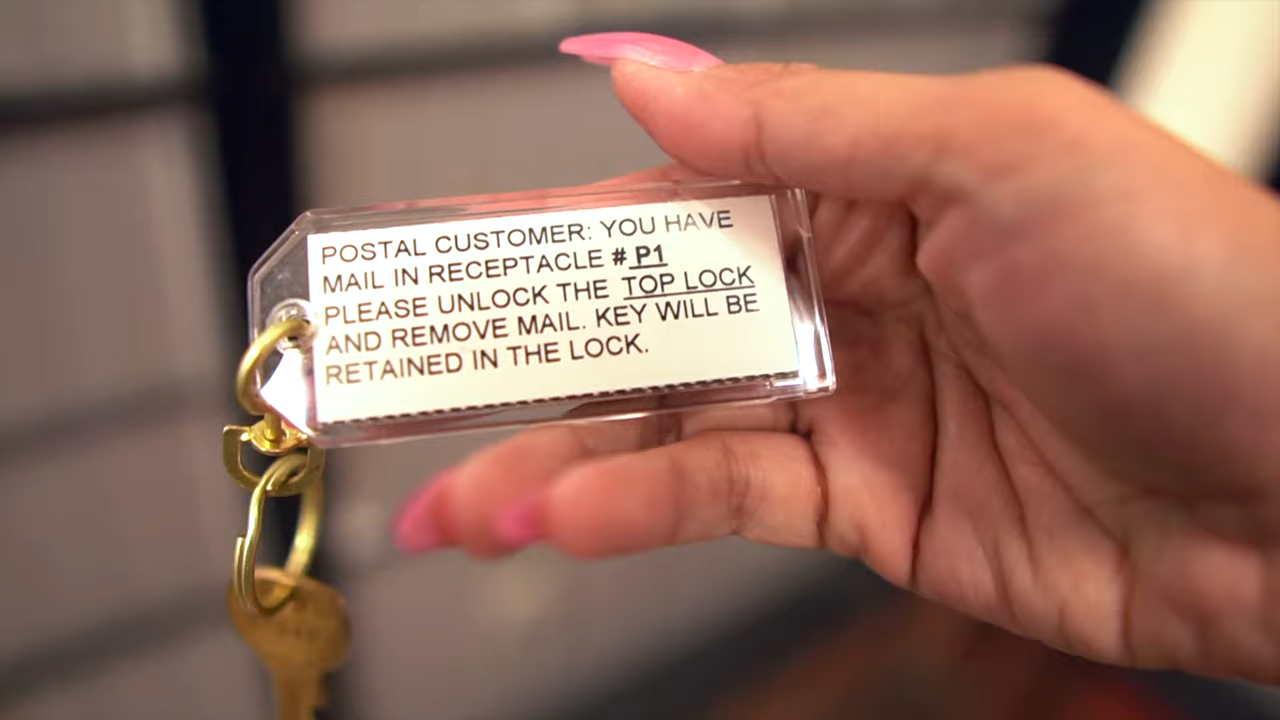 POSTAL CUSTOMER: YOU HAVE
MAIL IN RECEPTACLE # P1
PLEASE UNLOCK THE TOP LOCK
AND REMOVE MAIL. KEY WILL BE
RETAINED IN THE LOCK.